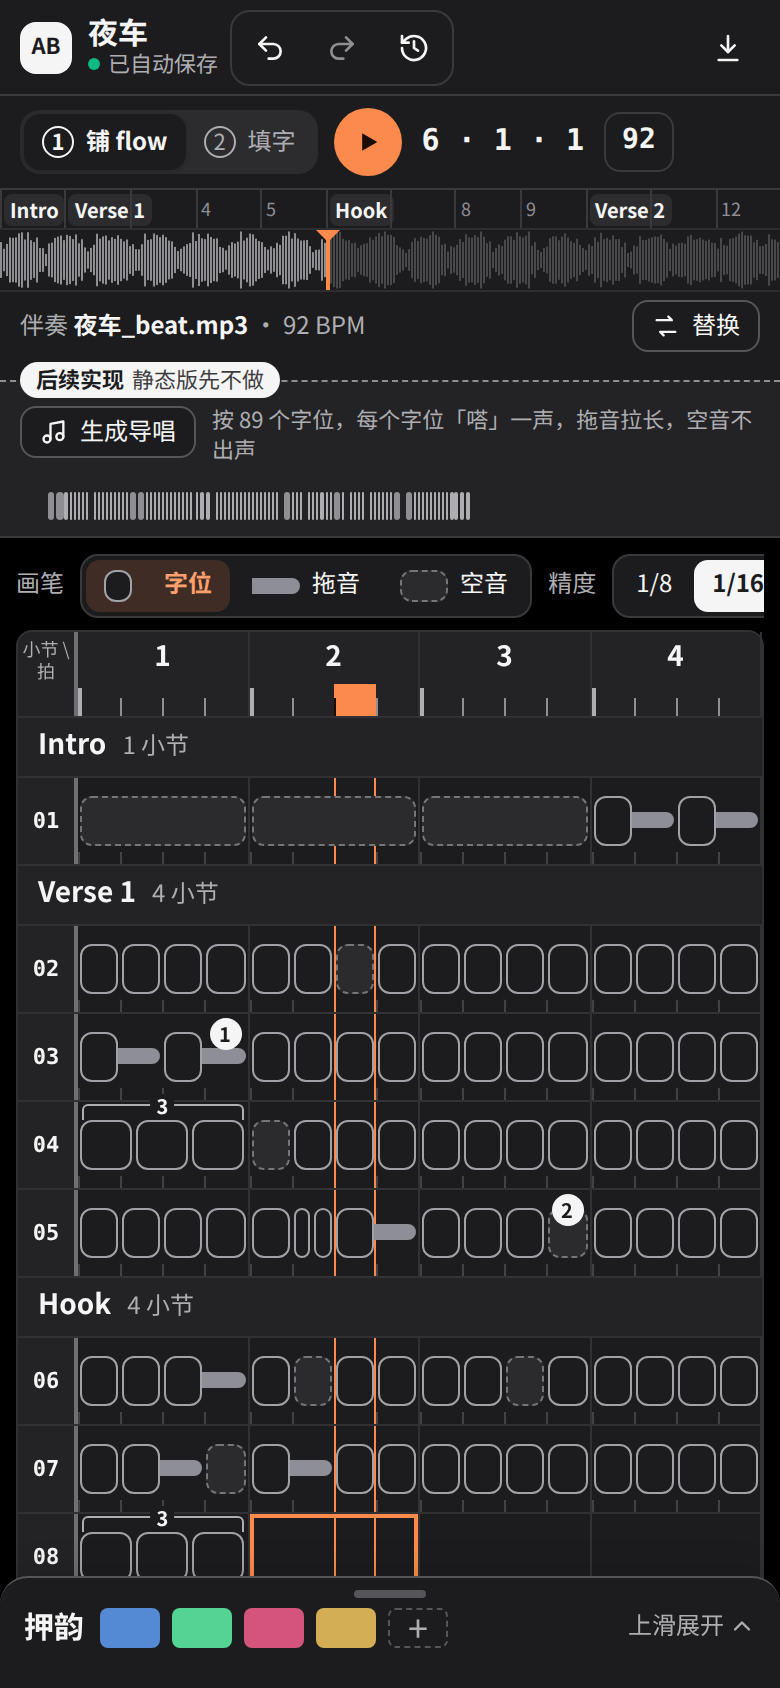 AB
夜车
已自动保存
1 铺 flow
2 填字
6 · 1 · 1
92
Intro Verse 1 4 5 Hook 8 9 Verse 2 12
伴奏 夜车_beat.mp3 · 92 BPM
替换
后续实现 静态版先不做
生成导唱
按 89 个字位，每个字位「嗒」一声，拖音拉长，空音不
出声
画笔 字位 拖音 空音 精度 1/8 1/16
小节 \
拍
1 2 3 4
Intro 1 小节
01
Verse 1 4 小节
02
03 1
3
04
05 2
Hook 4 小节
06
07
3
08
押韵 + 上滑展开